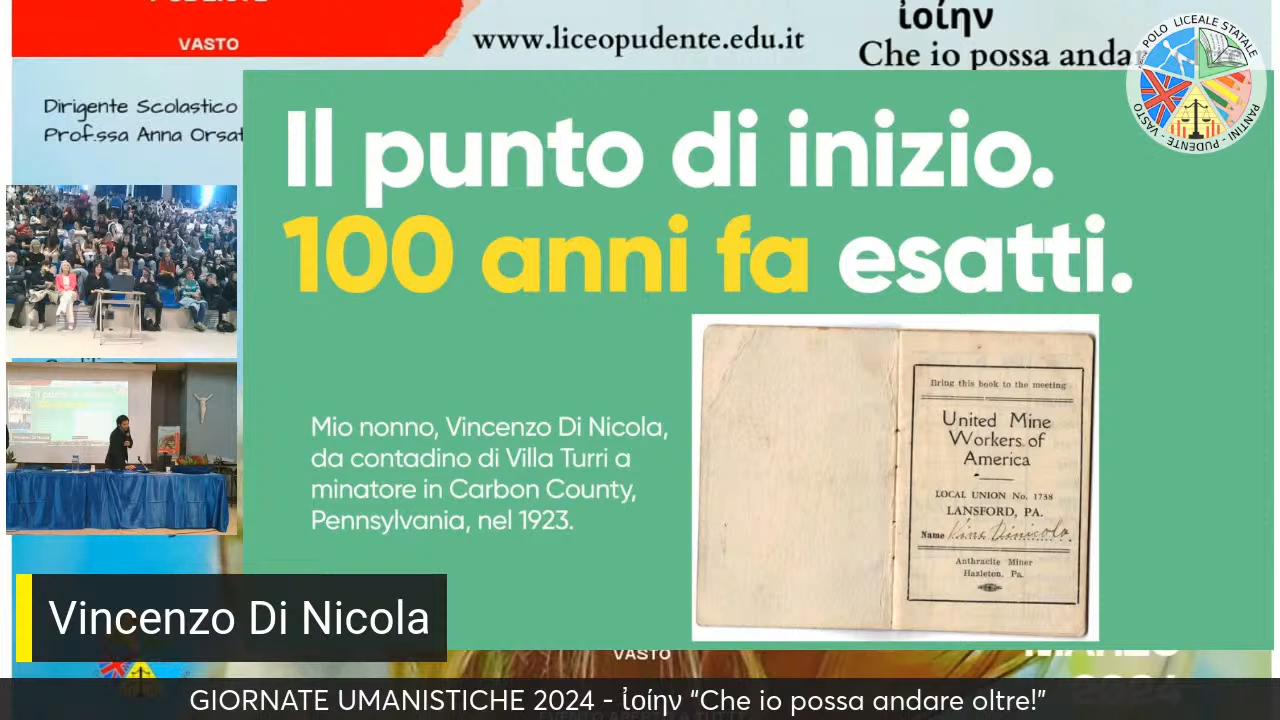 VASTO
www.liceopudente.edu.it
ἰοίην
Che io possa andar
POLO LICEALE STATALE
PANTINI - PUDENTE - VASTO
Dirigente Scolastico
Prof.ssa Anna Orsat
Il punto di inizio.
100 anni fa esatti.
Mio nonno, Vincenzo Di Nicola,
da contadino di Villa Turri a
minatore in Carbon County,
Pennsylvania, nel 1923.
Bring this book to the meeting
United Mine
Workers of
America
LOCAL UNION No. 1738
LANSFORD, PA.
Name Vinc Dinicola
Anthracite Miner
Hazleton, Pa.
Vincenzo Di Nicola
VASTO
GIORNATE UMANISTICHE 2024 - ἰοίην “Che io possa andare oltre!”